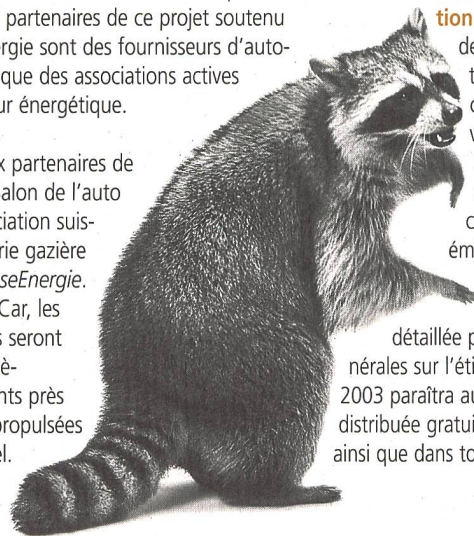 partenaires de ce projet soutenu
ergie sont des fournisseurs d'auto-
que des associations actives
ur énergétique.
x partenaires de
alon de l'auto
ciation suis-
rie gazière
seEnergie.
Car, les
s seront
è-
nts près
propulsées
el.
tion
de
t
v
c
ém
détaillée p
nérales sur l'éti
2003 paraîtra au
distribuée gratui
ainsi que dans to